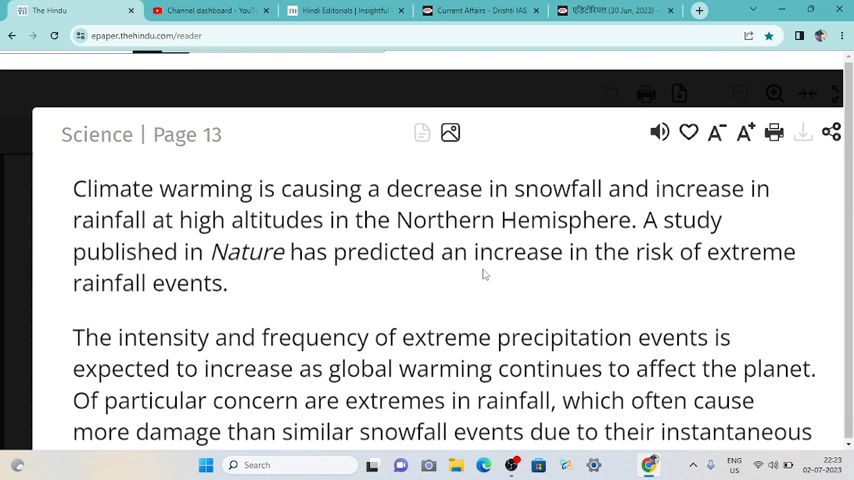 The Hindu
Channel dashboard - YouTu
Hindi Editorials | Insightful
Current Affairs - Drishti IAS
एडिटोरियल (30 Jun, 2023) -
epaper.thehindu.com/reader
Science | Page 13
A- A+
Climate warming is causing a decrease in snowfall and increase in
rainfall at high altitudes in the Northern Hemisphere. A study
published in Nature has predicted an increase in the risk of extreme
rainfall events.
The intensity and frequency of extreme precipitation events is
expected to increase as global warming continues to affect the planet.
Of particular concern are extremes in rainfall, which often cause
more damage than similar snowfall events due to their instantaneous
Search
ENG
US
22:23
02-07-2023